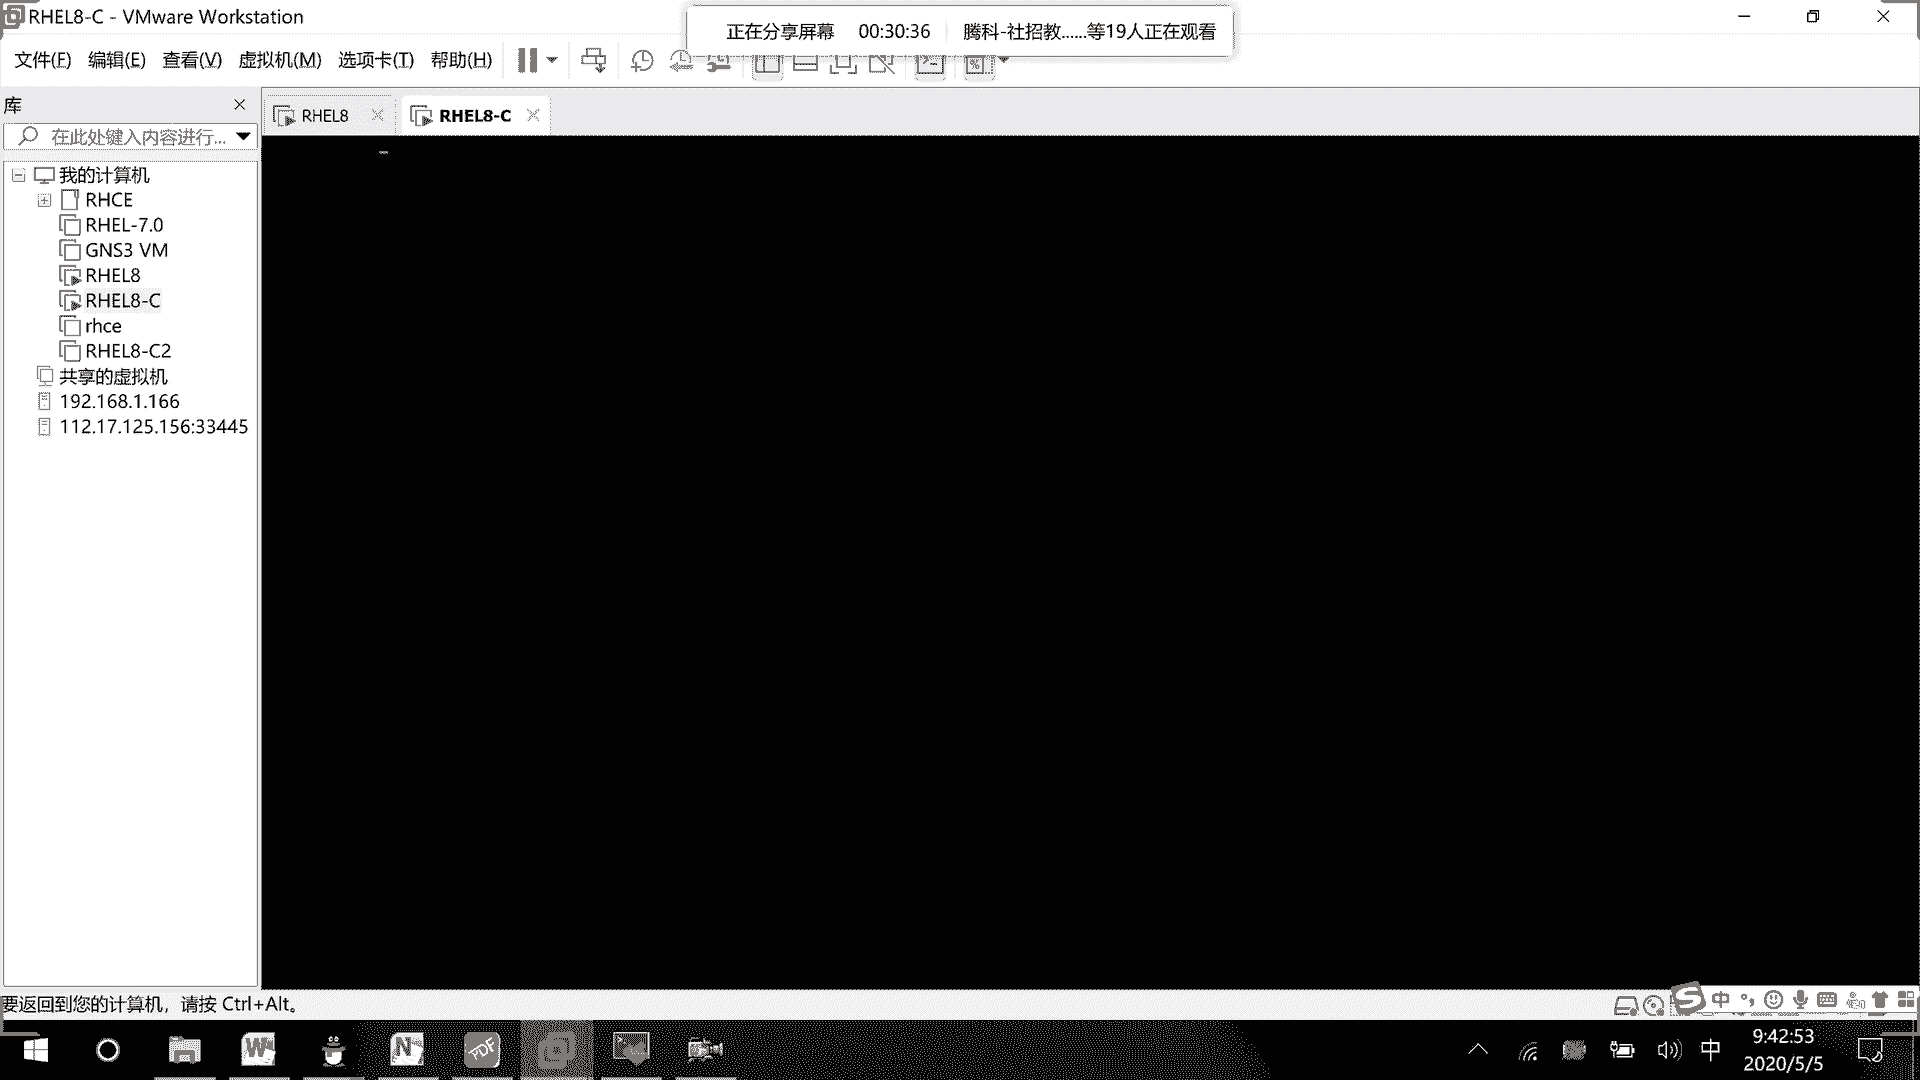 RHEL8-C - VMware Workstation
正在分享屏幕 00:30:36 腾科-社招教......等19人正在观看
文件(F) 编辑(E) 查看(V) 虚拟机(M) 选项卡(T) 帮助(H)
库
RHEL8
RHEL8-C
在此处键入内容进行...
我的计算机
RHCE
RHEL-7.0
GNS3 VM
RHEL8
RHEL8-C
rhce
RHEL8-C2
共享的虚拟机
192.168.1.166
112.17.125.156:33445
要返回到您的计算机，请按 Ctrl+Alt。
中
中
9:42:53
2020/5/5